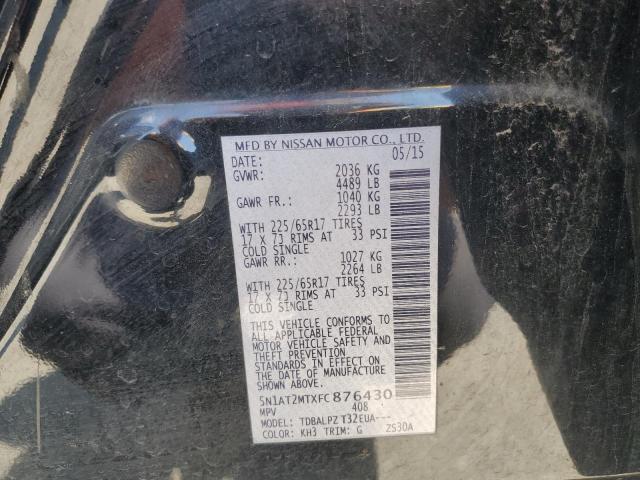 MFD BY NISSAN MOTOR CO., LTD.
DATE: 05/15
GVWR: 2036 KG
4489 LB
GAWR FR.: 1040 KG
2293 LB
WITH 225/65R17 TIRES
17 X 7J RIMS AT 33 PSI
COLD SINGLE
GAWR RR.: 1027 KG
2264 LB
WITH 225/65R17 TIRES
17 X 7J RIMS AT 33 PSI
COLD SINGLE
THIS VEHICLE CONFORMS TO
ALL APPLICABLE FEDERAL
MOTOR VEHICLE SAFETY AND
THEFT PREVENTION
STANDARDS IN EFFECT ON
THE DATE OF MANUFACTURE
SHOWN ABOVE.
5N1AT2MTXFC876430
MPV 408
MODEL: TDBALPZ T32EUA---
COLOR: KH3 TRIM: G ZS30A